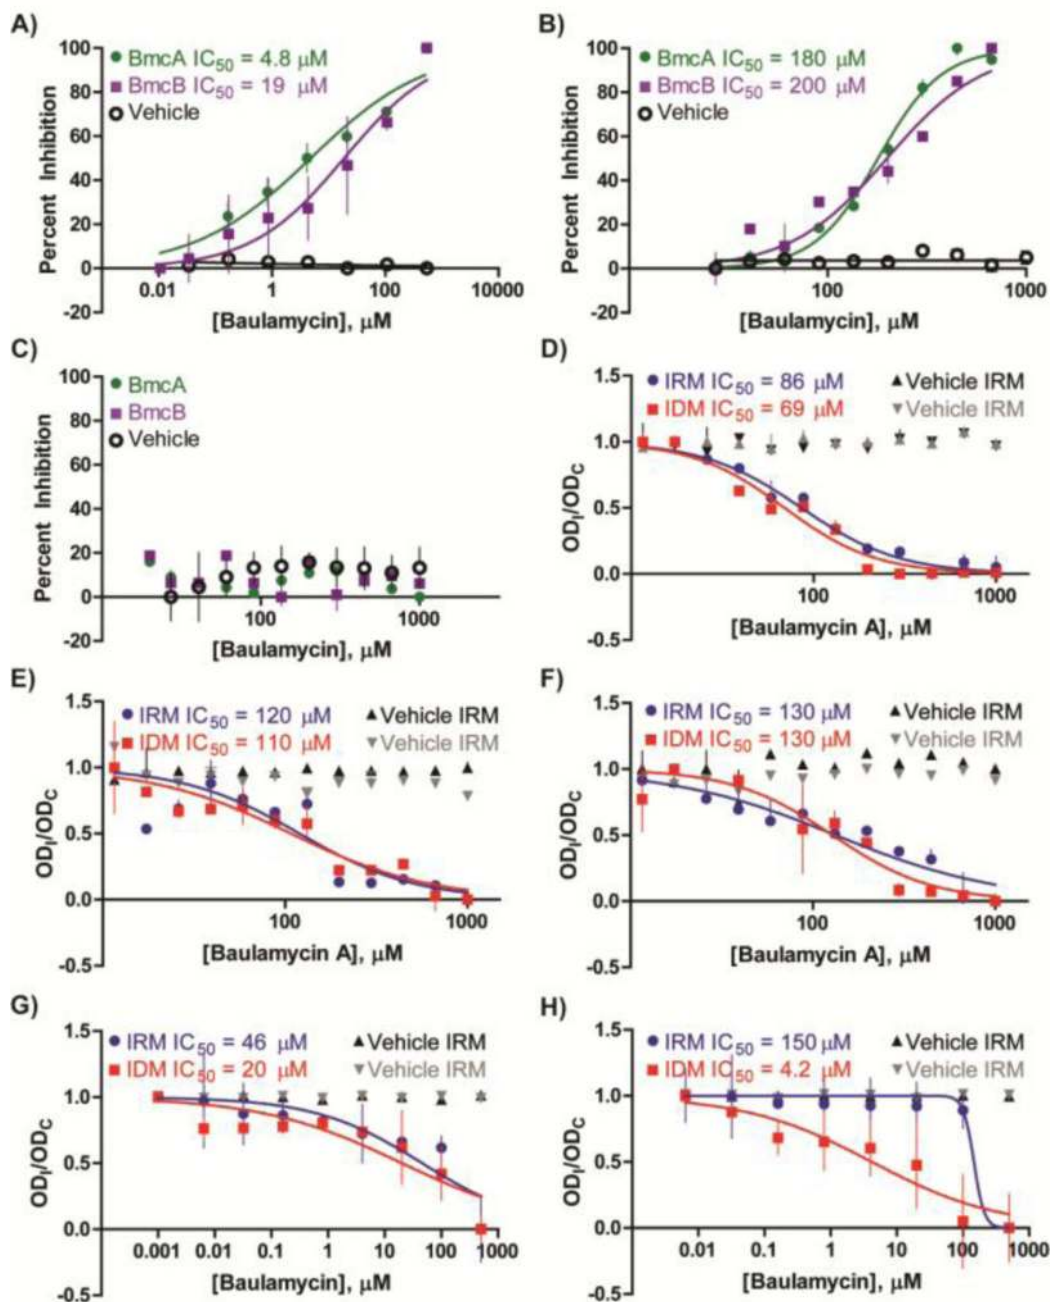 A)
BmcA IC50 = 4.8 μM
BmcB IC50 = 19 μM
Vehicle
100
80
60
40
20
0
-20
Percent Inhibition
0.01 1 100 10000
[Baulamycin], μM
B)
BmcA IC50 = 180 μM
BmcB IC50 = 200 μM
Vehicle
100
80
60
40
20
0
-20
Percent Inhibition
100 1000
[Baulamycin], μM
C)
BmcA
BmcB
Vehicle
100
80
60
40
20
0
-20
Percent Inhibition
100 1000
[Baulamycin], μM
D)
IRM IC50 = 86 μM
IDM IC50 = 69 μM
Vehicle IRM
Vehicle IRM
1.5
1.0
0.5
0.0
-0.5
ODI/ODC
100 1000
[Baulamycin A], μM
E)
IRM IC50 = 120 μM
IDM IC50 = 110 μM
Vehicle IRM
Vehicle IRM
1.5
1.0
0.5
0.0
-0.5
ODI/ODC
100 1000
[Baulamycin A], μM
F)
IRM IC50 = 130 μM
IDM IC50 = 130 μM
Vehicle IRM
Vehicle IRM
1.5
1.0
0.5
0.0
-0.5
ODI/ODC
100 1000
[Baulamycin A], μM
G)
IRM IC50 = 46 μM
IDM IC50 = 20 μM
Vehicle IRM
Vehicle IRM
1.5
1.0
0.5
0.0
-0.5
ODI/ODC
0.001 0.01 0.1 1 10 100 1000
[Baulamycin], μM
H)
IRM IC50 = 150 μM
IDM IC50 = 4.2 μM
Vehicle IRM
Vehicle IRM
1.5
1.0
0.5
0.0
-0.5
ODI/ODC
0.01 0.1 1 10 100 1000
[Baulamycin], μM